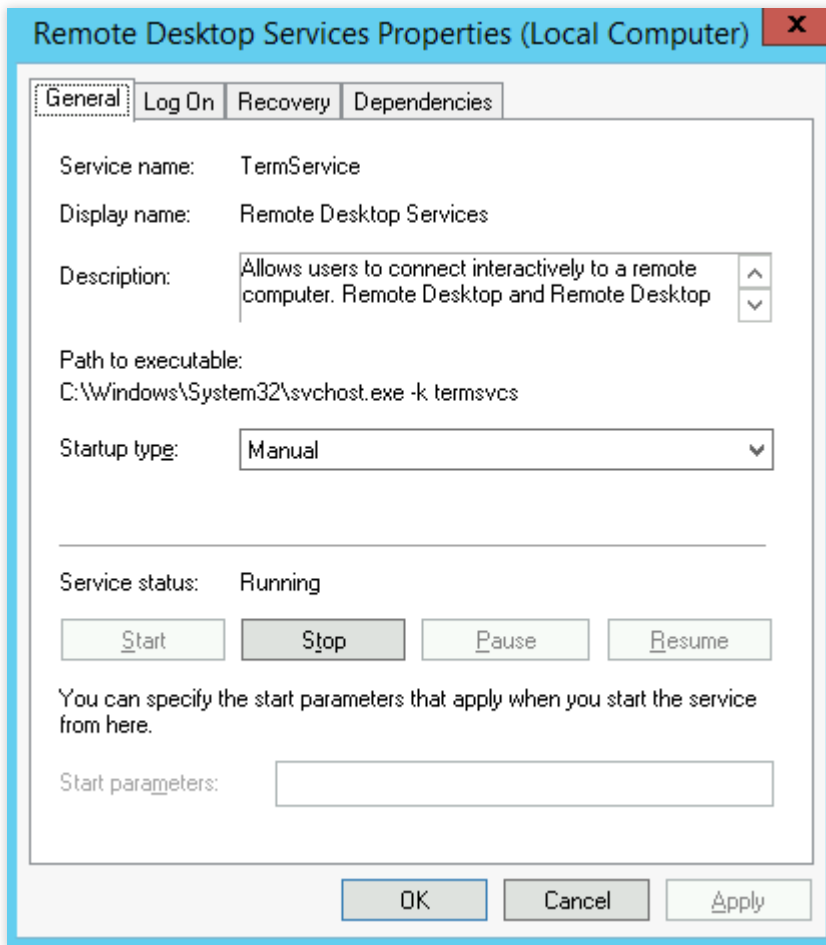 Remote Desktop Services Properties (Local Computer)
x
General Log On Recovery Dependencies
Service name: TermService
Display name: Remote Desktop Services
Description: Allows users to connect interactively to a remote
computer. Remote Desktop and Remote Desktop
Path to executable:
C:\Windows\System32\svchost.exe -k termsvcs
Startup type: Manual
Service status: Running
Start Stop Pause Resume
You can specify the start parameters that apply when you start the service
from here.
Start parameters:
OK Cancel Apply